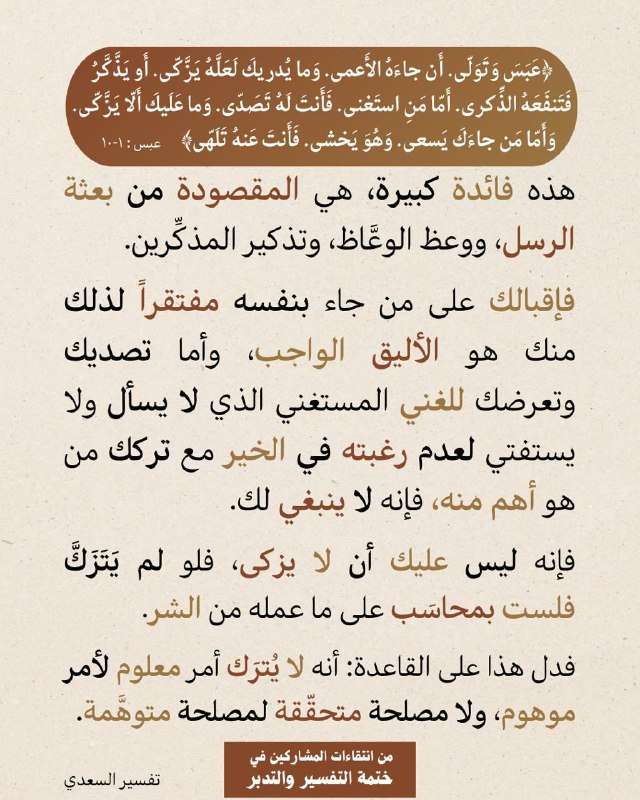 ﴿عَبَسَ وَتَوَلّى. أَن جاءَهُ الأَعمى. وَما يُدريكَ لَعَلَّهُ يَزَّكّى. أَو يَذَّكَّرُ
فَتَنفَعَهُ الذِّكرى. أَمّا مَنِ استَغنى. فَأَنتَ لَهُ تَصَدّى. وَما عَلَيكَ أَلّا يَزَّكّى.
وَأَمّا مَن جاءَكَ يَسعى. وَهُوَ يَخشى. فَأَنتَ عَنهُ تَلَهّى﴾ عبس : ١-١٠
هذه فائدة كبيرة، هي المقصودة من بعثة
الرسل، ووعظ الوعَّاظ، وتذكير المذكِّرين.
فإقبالك على من جاء بنفسه مفتقراً لذلك
منك هو الأليق الواجب، وأما تصديك
وتعرضك للغني المستغني الذي لا يسأل ولا
يستفتي لعدم رغبته في الخير مع تركك من
هو أهم منه، فإنه لا ينبغي لك.
فإنه ليس عليك أن لا يزكى، فلو لم يَتَزَكَّ
فلست بمحاسَب على ما عمله من الشر.
فدل هذا على القاعدة: أنه لا يُترَك أمر معلوم لأمر
موهوم، ولا مصلحة متحقّقة لمصلحة متوهَّمة.
من انتقاءات المشاركين في
ختمة التفسير والتدبر
تفسير السعدي